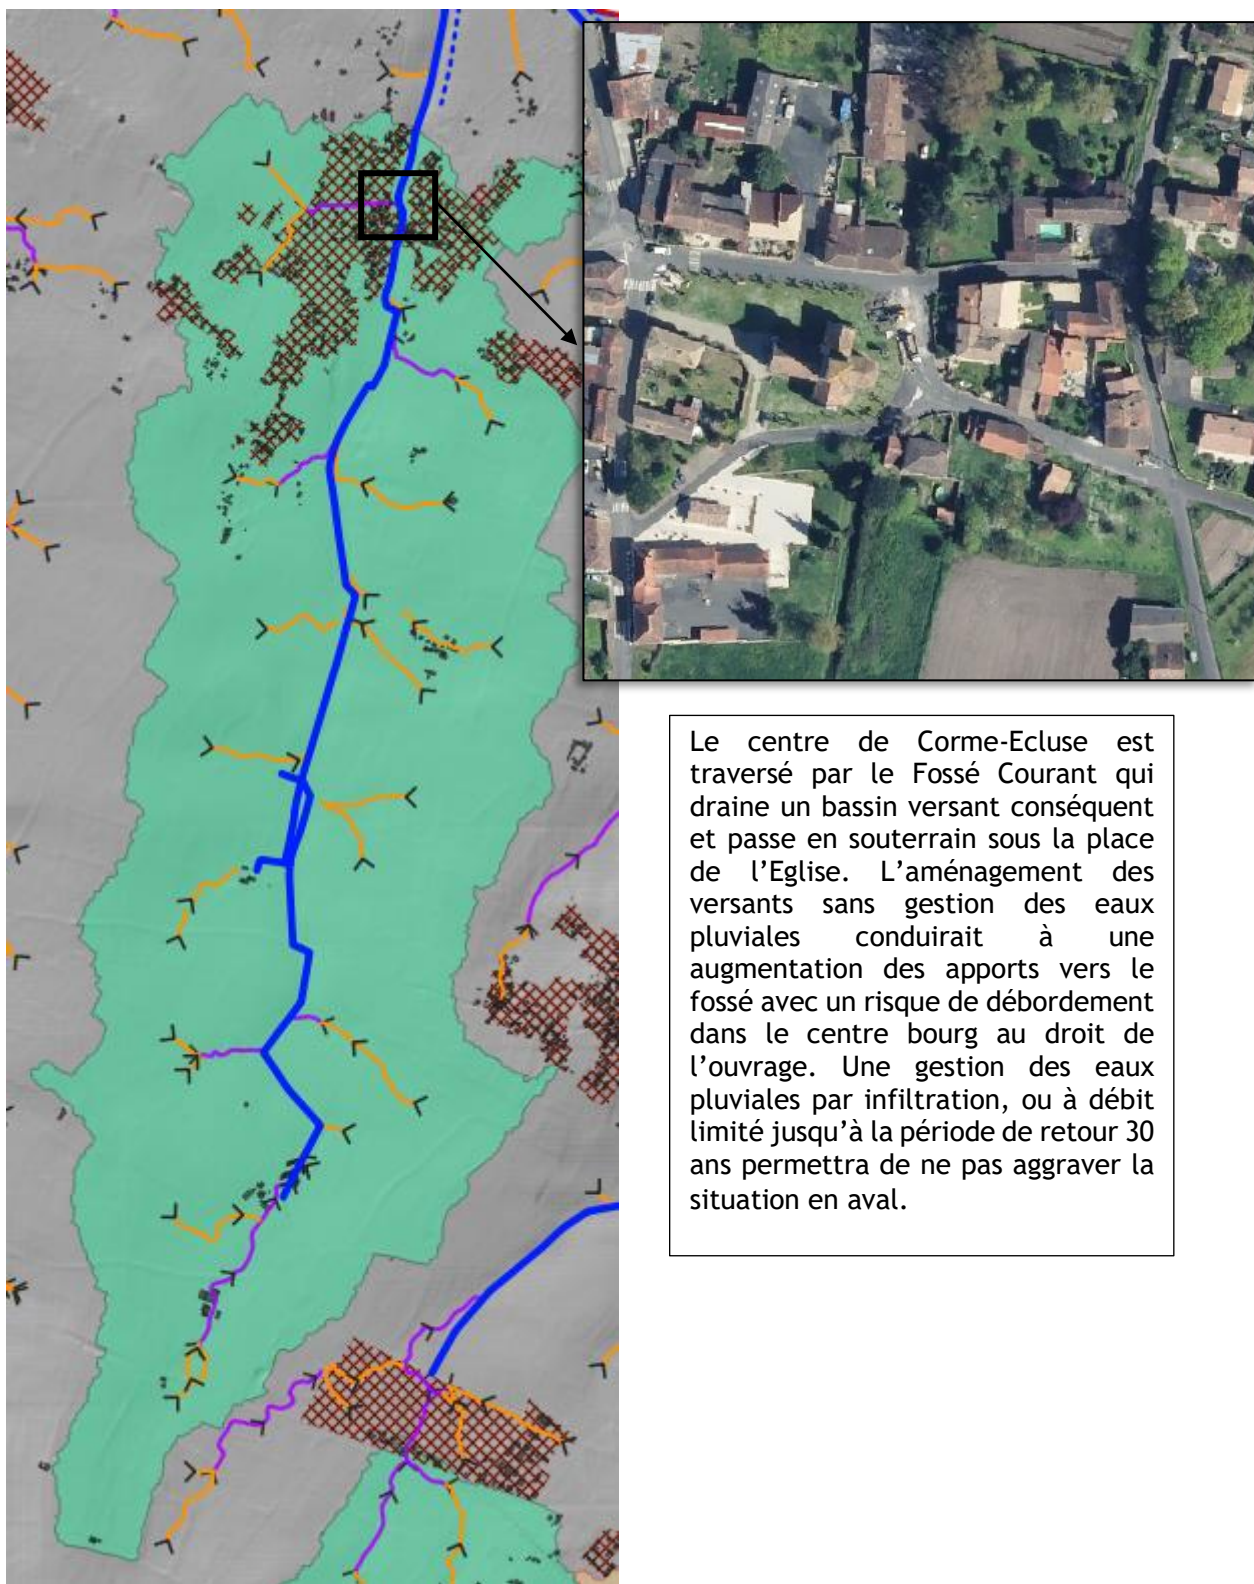 Le centre de Corme-Ecluse est
traversé par le Fossé Courant qui
draine un bassin versant conséquent
et passe en souterrain sous la place
de l’Eglise. L’aménagement des
versants sans gestion des eaux
pluviales conduirait à une
augmentation des apports vers le
fossé avec un risque de débordement
dans le centre bourg au droit de
l’ouvrage. Une gestion des eaux
pluviales par infiltration, ou à débit
limité jusqu’à la période de retour 30
ans permettra de ne pas aggraver la
situation en aval.